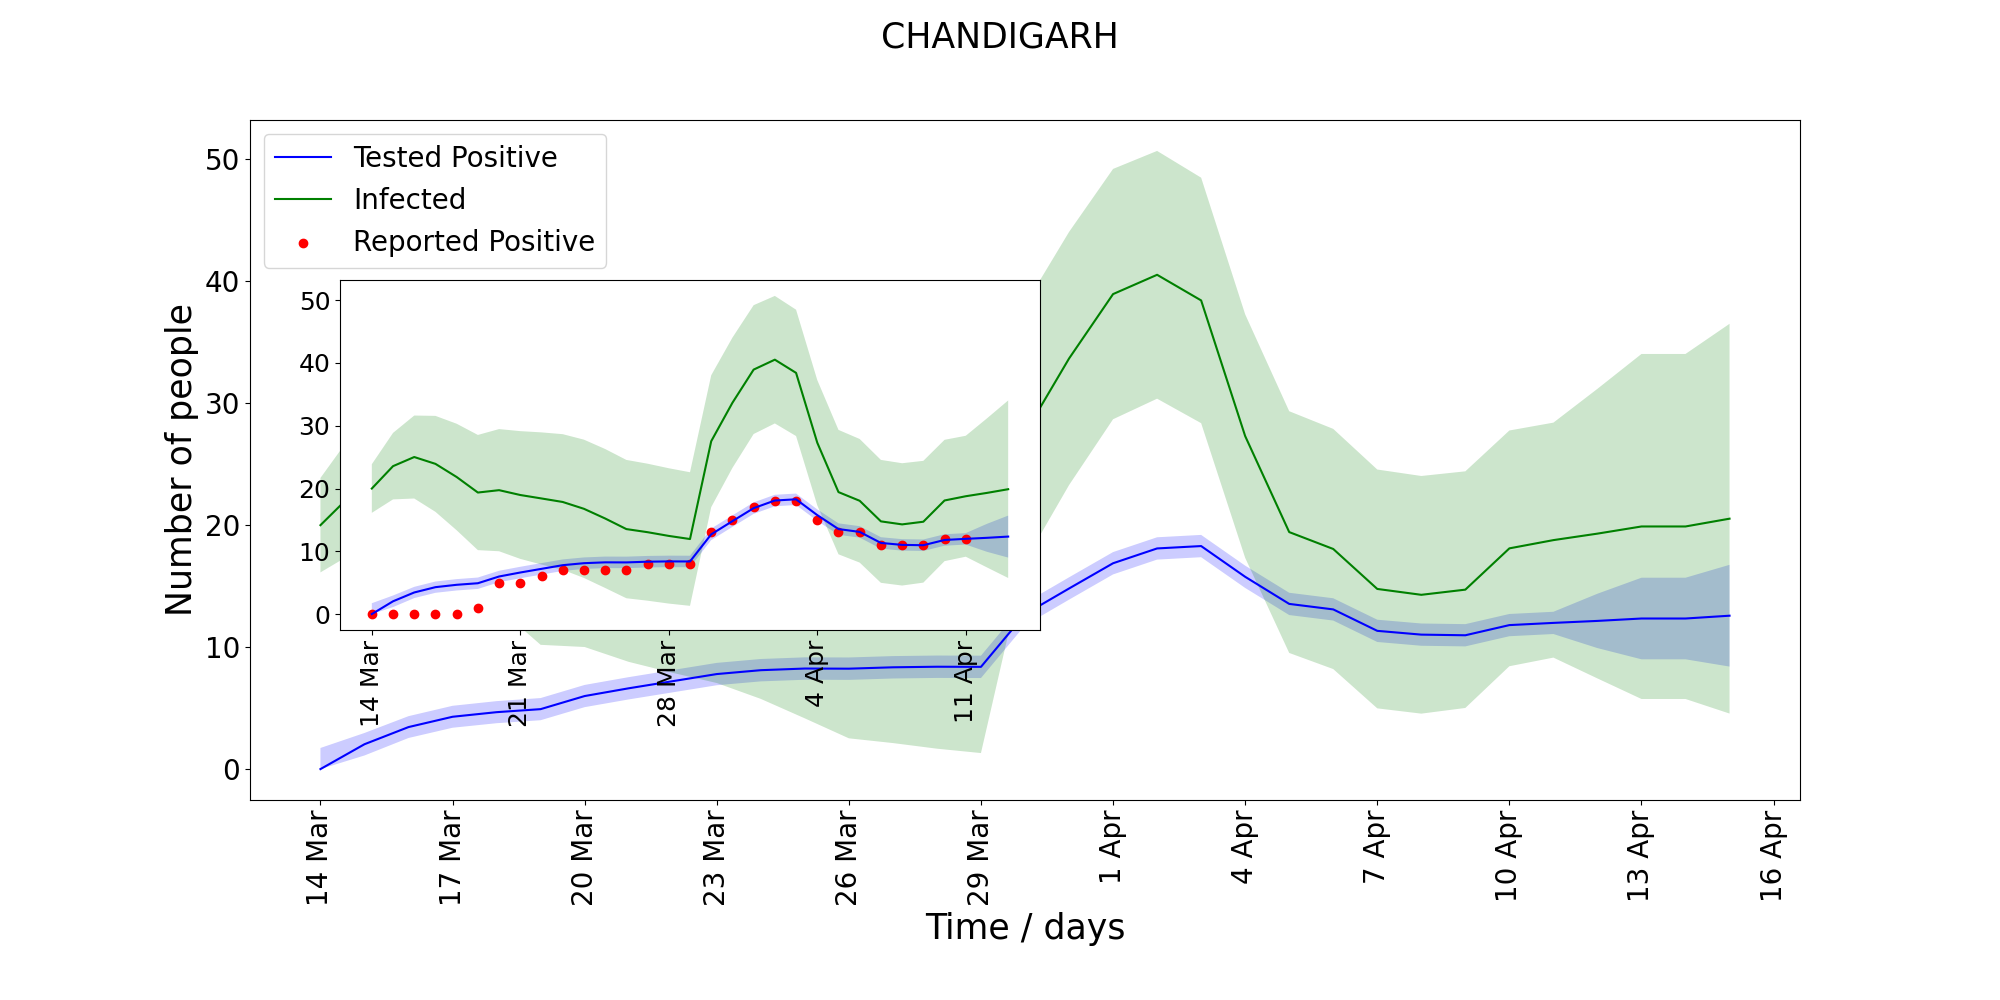 CHANDIGARH
Tested Positive
Infected
Reported Positive
50
40
30
20
10
0
Number of people
50
40
30
20
10
0
14 Mar
21 Mar
28 Mar
4 Apr
11 Apr
14 Mar
17 Mar
20 Mar
23 Mar
26 Mar
29 Mar
1 Apr
4 Apr
7 Apr
10 Apr
13 Apr
16 Apr
Time / days